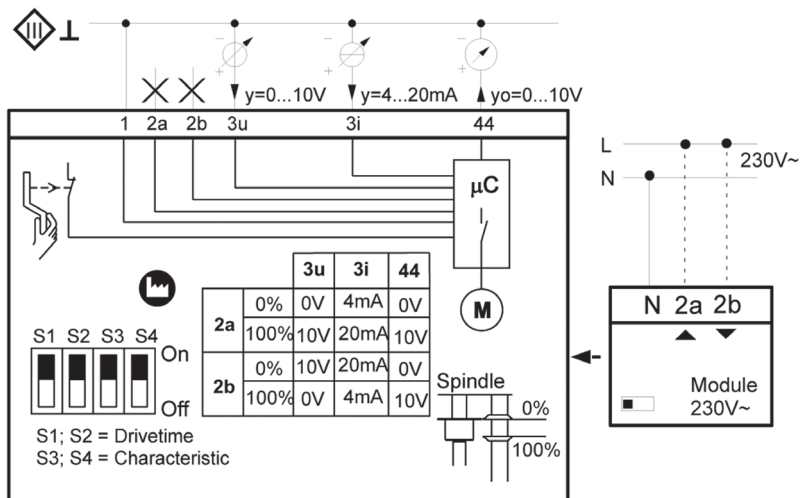 y=0...10V y=4...20mA yo=0...10V
1 2a 2b 3u 3i 44
L
230V~
N
µC
M
3u 3i 44
2a 0% 0V 4mA 0V
100% 10V 20mA 10V
2b 0% 10V 20mA 0V
100% 0V 4mA 10V
S1 S2 S3 S4
On
Off
S1; S2 = Drivetime
S3; S4 = Characteristic
Spindle
0%
100%
N 2a 2b
Module
230V~